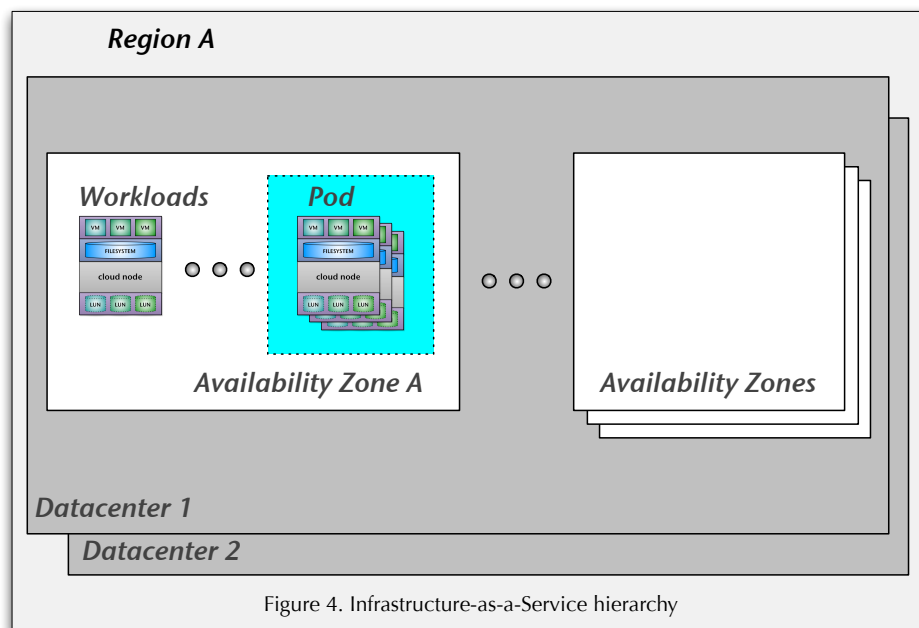 Region A
Workloads
Pod
VM VM VM
VM VM VM
FILESYSTEM
FILESYSTEM
cloud node
cloud node
LUN LUN LUN
LUN LUN LUN
Availability Zone A
Availability Zones
Datacenter 1
Datacenter 2
Figure 4. Infrastructure-as-a-Service hierarchy